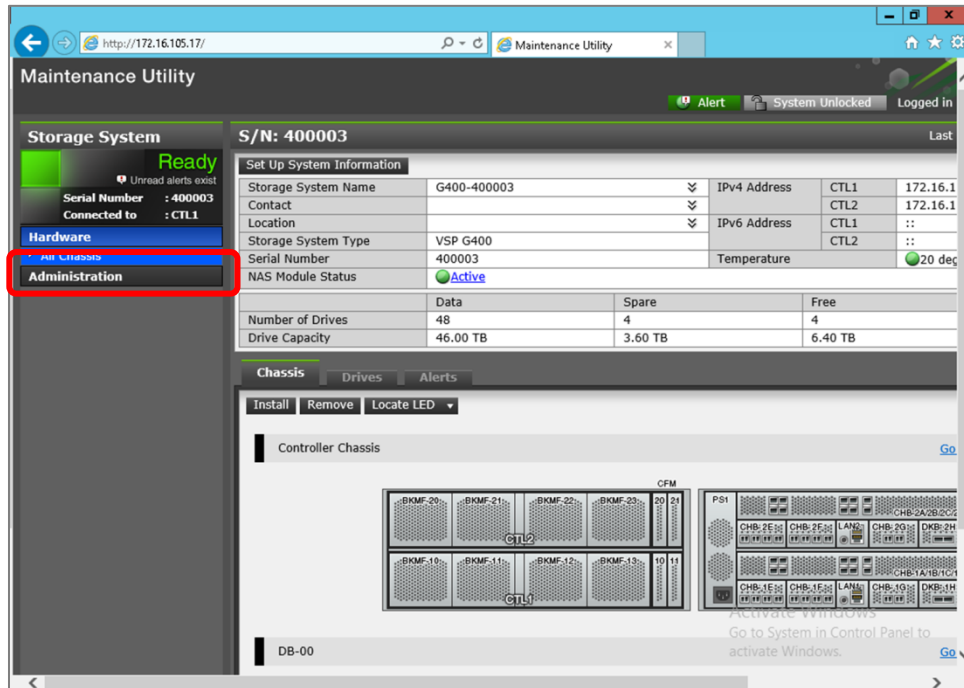 http://172.16.105.17/
Maintenance Utility
Maintenance Utility
Alert
System Unlocked
Logged in
Storage System
Ready
Unread alerts exist
Serial Number : 400003
Connected to : CTL1
Hardware
All Chassis
Administration
S/N: 400003
Last
Set Up System Information
Storage System Name G400-400003 IPv4 Address CTL1 172.16.1
Contact CTL2 172.16.1
Location IPv6 Address CTL1 ::
Storage System Type VSP G400 CTL2 ::
Serial Number 400003 Temperature 20 deg
NAS Module Status Active
Data Spare Free
Number of Drives 48 4 4
Drive Capacity 46.00 TB 3.60 TB 6.40 TB
Chassis Drives Alerts
Install Remove Locate LED
Controller Chassis
Go
CFM
BKMF-20 BKMF-21 BKMF-22 BKMF-23 20 21
CTL2
BKMF-10 BKMF-11 BKMF-12 BKMF-13 10 11
CTL1
PS1
CHB-2A/2B/2C/2
CHB-2E CHB-2F LAN2 CHB-2G DKB-2H
CHB-1A/1B/1C/1
CHB-1E CHB-1F LAN1 CHB-1G DKB-1H
Activate Windows
Go to System in Control Panel to
activate Windows.
DB-00
Go